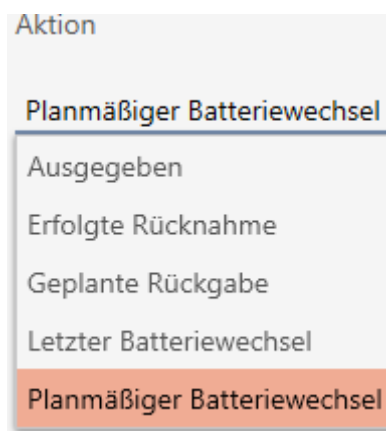 Aktion
Planmäßiger Batteriewechsel
Ausgegeben
Erfolgte Rücknahme
Geplante Rückgabe
Letzter Batteriewechsel
Planmäßiger Batteriewechsel